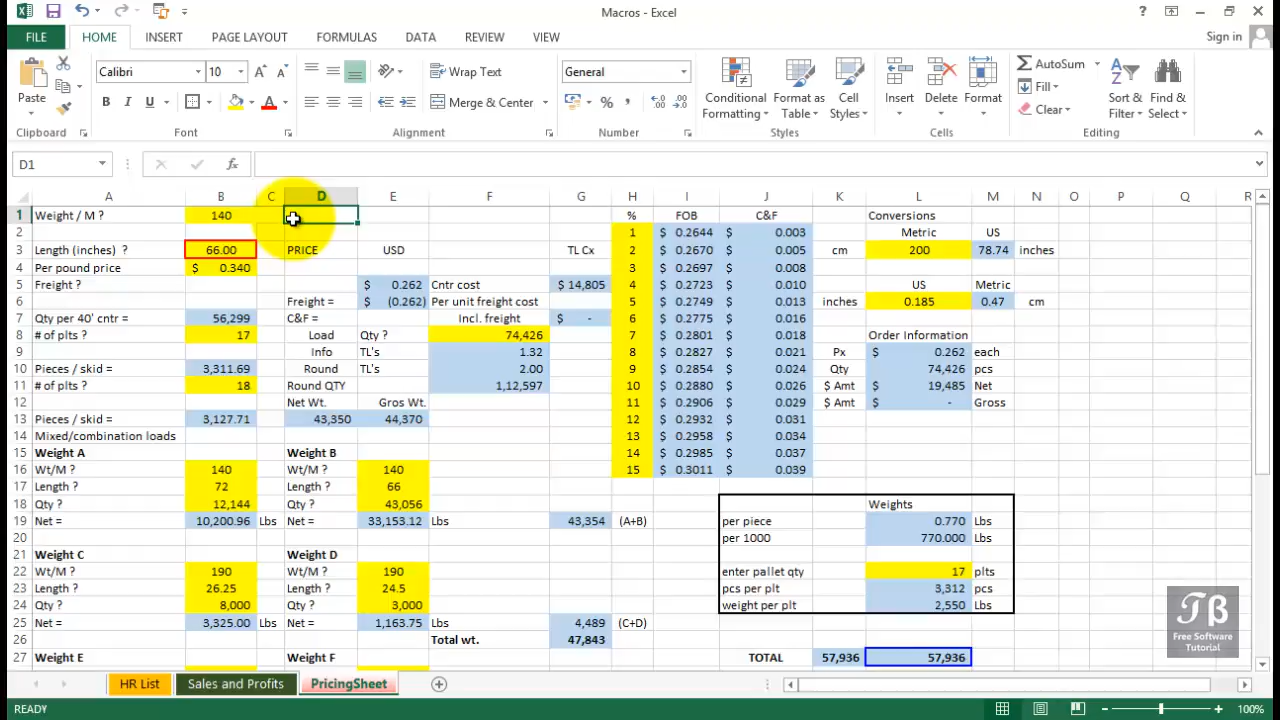 Macros - Excel
? Sign in
FILE HOME INSERT PAGE LAYOUT FORMULAS DATA REVIEW VIEW
Paste Calibri 10 Wrap Text General Conditional Formatting Format as Table Cell Styles Insert Delete Format AutoSum Sort & Filter Find & Select
B I U A Merge & Center $ % , Fill Clear
Clipboard Font Alignment Number Styles Cells Editing
D1 fx
A B C D E F G H I J K L M N O P Q R
1 Weight / M ? 140 % FOB C&F Conversions
2 1 $ 0.2644 $ 0.003 Metric US
3 Length (inches) ? 66.00 PRICE USD TL Cx 2 $ 0.2670 $ 0.005 cm 200 78.74 inches
4 Per pound price $ 0.340 3 $ 0.2697 $ 0.008
5 Freight ? $ 0.262 Cntr cost $ 14,805 4 $ 0.2723 $ 0.010 US Metric
6 Freight = $ (0.262) Per unit freight cost 5 $ 0.2749 $ 0.013 inches 0.185 0.47 cm
7 Qty per 40' cntr = 56,299 C&F = Incl. freight $ - 6 $ 0.2775 $ 0.016
8 # of plts ? 17 Load Qty ? 74,426 7 $ 0.2801 $ 0.018 Order Information
9 Info TL's 1.32 8 $ 0.2827 $ 0.021 Px $ 0.262 each
10 Pieces / skid = 3,311.69 Round TL's 2.00 9 $ 0.2854 $ 0.024 Qty 74,426 pcs
11 # of plts ? 18 Round QTY 1,12,597 10 $ 0.2880 $ 0.026 $ Amt 19,485 Net
12 Net Wt. Gros Wt. 11 $ 0.2906 $ 0.029 $ Amt $ - Gross
13 Pieces / skid = 3,127.71 43,350 44,370 12 $ 0.2932 $ 0.031
14 Mixed/combination loads 13 $ 0.2958 $ 0.034
15 Weight A Weight B 14 $ 0.2985 $ 0.037
16 Wt/M ? 140 Wt/M ? 140 15 $ 0.3011 $ 0.039
17 Length ? 72 Length ? 66
18 Qty ? 12,144 Qty ? 43,056 Weights
19 Net = 10,200.96 Lbs Net = 33,153.12 Lbs 43,354 (A+B) per piece 0.770 Lbs
20 per 1000 770.000 Lbs
21 Weight C Weight D
22 Wt/M ? 190 Wt/M ? 190 enter pallet qty 17 plts
23 Length ? 26.25 Length ? 24.5 pcs per plt 3,312 pcs
24 Qty ? 8,000 Qty ? 3,000 weight per plt 2,550 Lbs
25 Net = 3,325.00 Lbs Net = 1,163.75 Lbs 4,489 (C+D)
26 Total wt. 47,843
27 Weight E Weight F TOTAL 57,936 57,936
TB
Free Software
Tutorial
HR List Sales and Profits PricingSheet
READY 100%